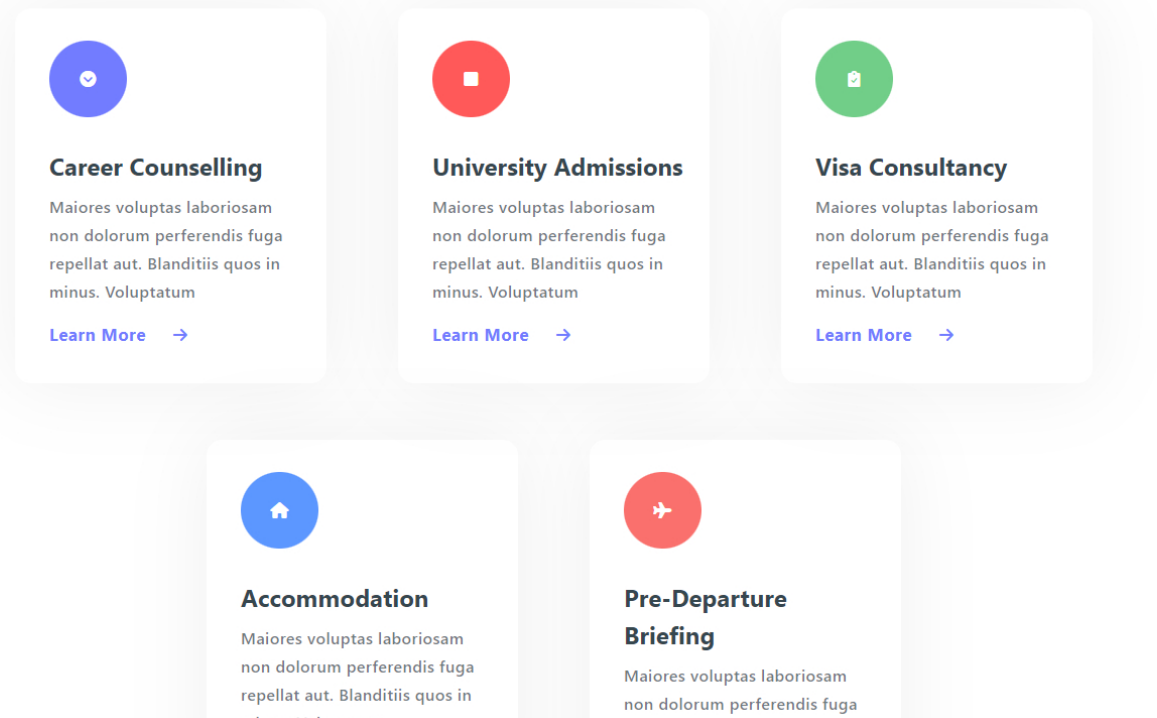 Career Counselling
Maiores voluptas laboriosam
non dolorum perferendis fuga
repellat aut. Blanditiis quos in
minus. Voluptatum
Learn More
University Admissions
Maiores voluptas laboriosam
non dolorum perferendis fuga
repellat aut. Blanditiis quos in
minus. Voluptatum
Learn More
Visa Consultancy
Maiores voluptas laboriosam
non dolorum perferendis fuga
repellat aut. Blanditiis quos in
minus. Voluptatum
Learn More
Accommodation
Maiores voluptas laboriosam
non dolorum perferendis fuga
repellat aut. Blanditiis quos in
Pre-Departure
Briefing
Maiores voluptas laboriosam
non dolorum perferendis fuga